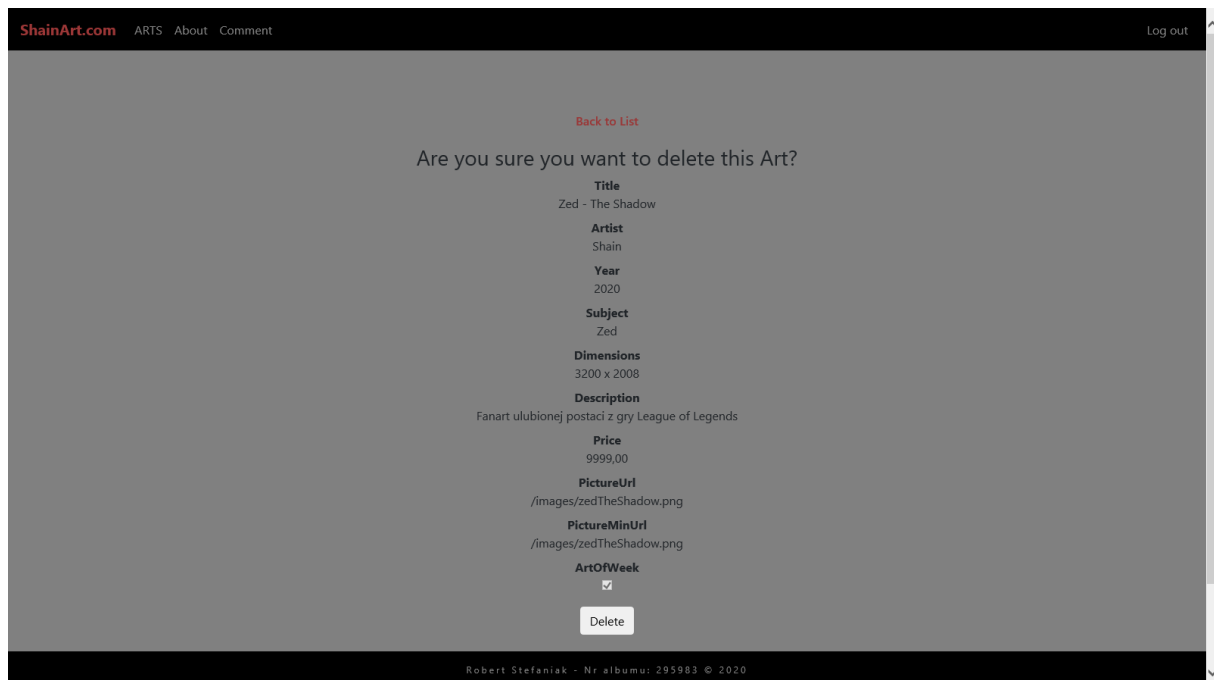 ShainArt.com ARTS About Comment Log out
Back to List
Are you sure you want to delete this Art?
Title
Zed - The Shadow
Artist
Shain
Year
2020
Subject
Zed
Dimensions
3200 x 2008
Description
Fanart ulubionej postaci z gry League of Legends
Price
9999,00
PictureUrl
/images/zedTheShadow.png
PictureMinUrl
/images/zedTheShadow.png
ArtOfWeek
Delete
Robert Stefaniak - Nr albumu: 295983 © 2020